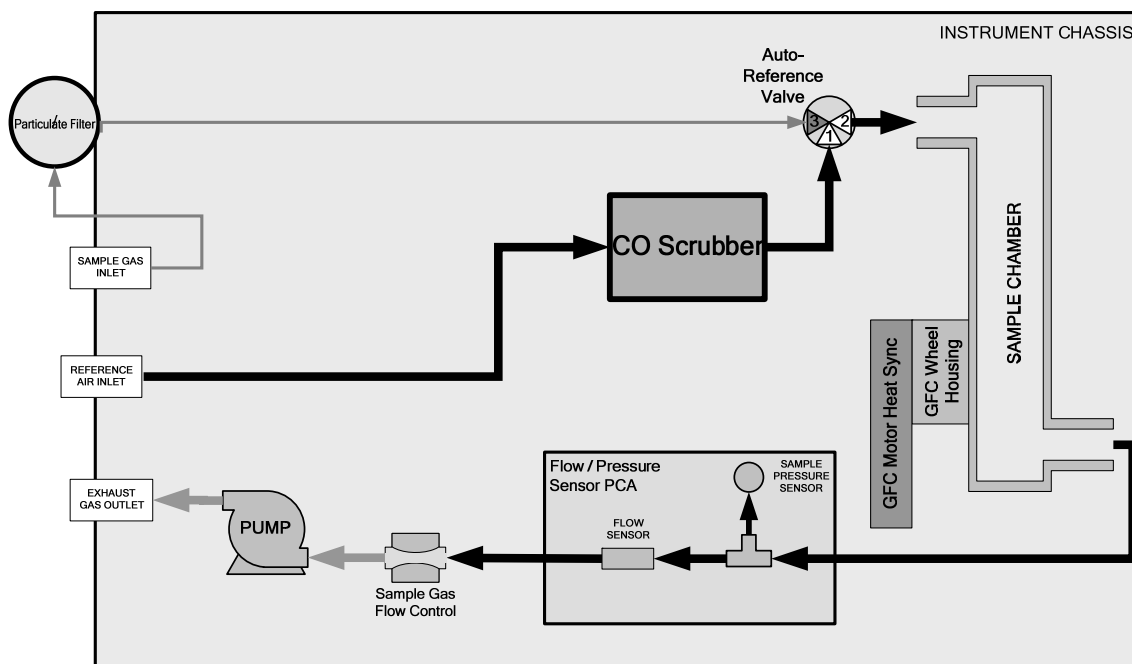 INSTRUMENT CHASSIS
Auto-
Reference
Valve
Particulate Filter
3
2
1
CO Scrubber
SAMPLE GAS
INLET
REFERENCE
AIR INLET
SAMPLE CHAMBER
GFC Wheel
Housing
GFC Motor Heat Sync
Flow / Pressure
Sensor PCA
SAMPLE
PRESSURE
SENSOR
FLOW
SENSOR
EXHAUST
GAS OUTLET
PUMP
Sample Gas
Flow Control